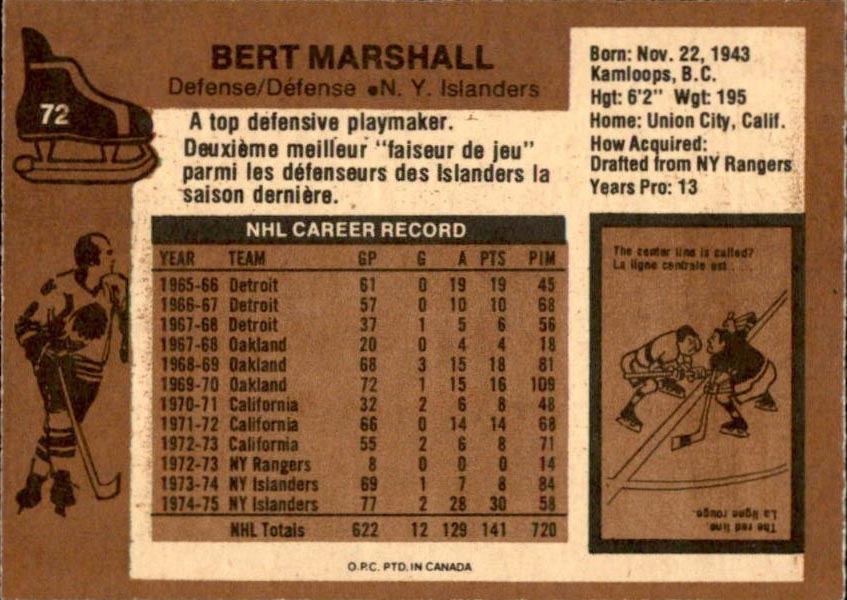 72
BERT MARSHALL
Defense/Défense ●N. Y. Islanders
A top defensive playmaker.
Deuxième meilleur "faiseur de jeu"
parmi les défenseurs des Islanders la
saison dernière.
Born: Nov. 22, 1943
Kamloops, B.C.
Hgt: 6'2" Wgt: 195
Home: Union City, Calif.
How Acquired:
Drafted from NY Rangers
Years Pro: 13
NHL CAREER RECORD
YEAR TEAM GP G A PTS PIM
1965-66 Detroit 61 0 19 19 45
1966-67 Detroit 57 0 10 10 68
1967-68 Detroit 37 1 5 6 56
1967-68 Oakland 20 0 4 4 18
1968-69 Oakland 68 3 15 18 81
1969-70 Oakland 72 1 15 16 109
1970-71 California 32 2 6 8 48
1971-72 California 66 0 14 14 68
1972-73 California 55 2 6 8 71
1972-73 NY Rangers 8 0 0 0 14
1973-74 NY Islanders 69 1 7 8 84
1974-75 NY Islanders 77 2 28 30 58
NHL Totals 622 12 129 141 720
The center line is called?
La ligne centrale est . . .
The red line.
La ligne rouge.
O.P.C. PTD. IN CANADA